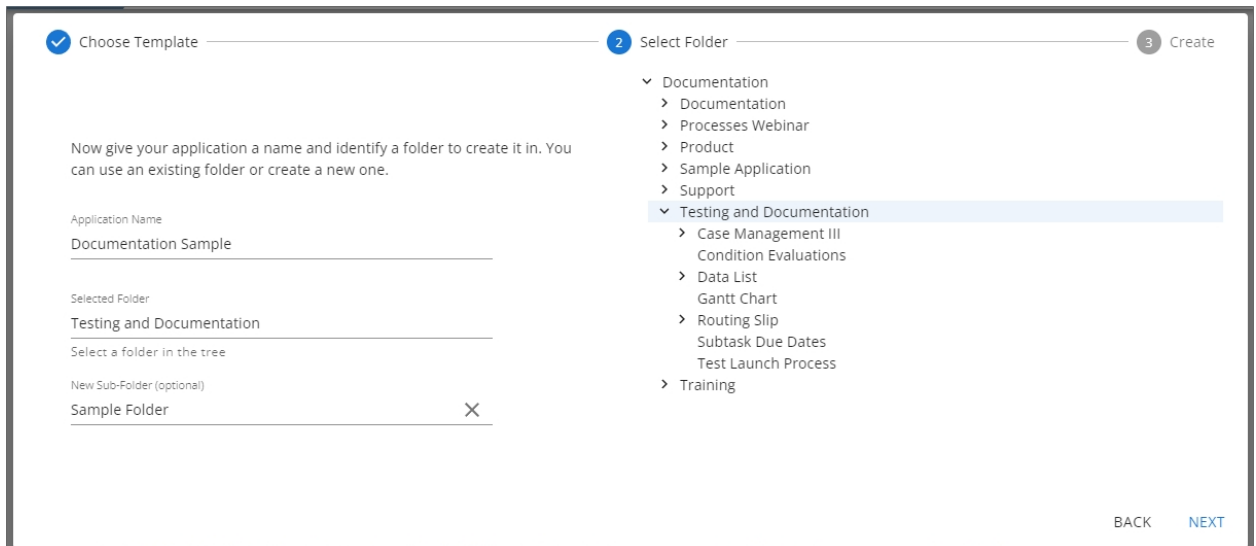 Choose Template
2 Select Folder
3 Create
Now give your application a name and identify a folder to create it in. You
can use an existing folder or create a new one.
Application Name
Documentation Sample
Selected Folder
Testing and Documentation
Select a folder in the tree
New Sub-Folder (optional)
Sample Folder
Documentation
Documentation
Processes Webinar
Product
Sample Application
Support
Testing and Documentation
Case Management III
Condition Evaluations
Data List
Gantt Chart
Routing Slip
Subtask Due Dates
Test Launch Process
Training
BACK NEXT